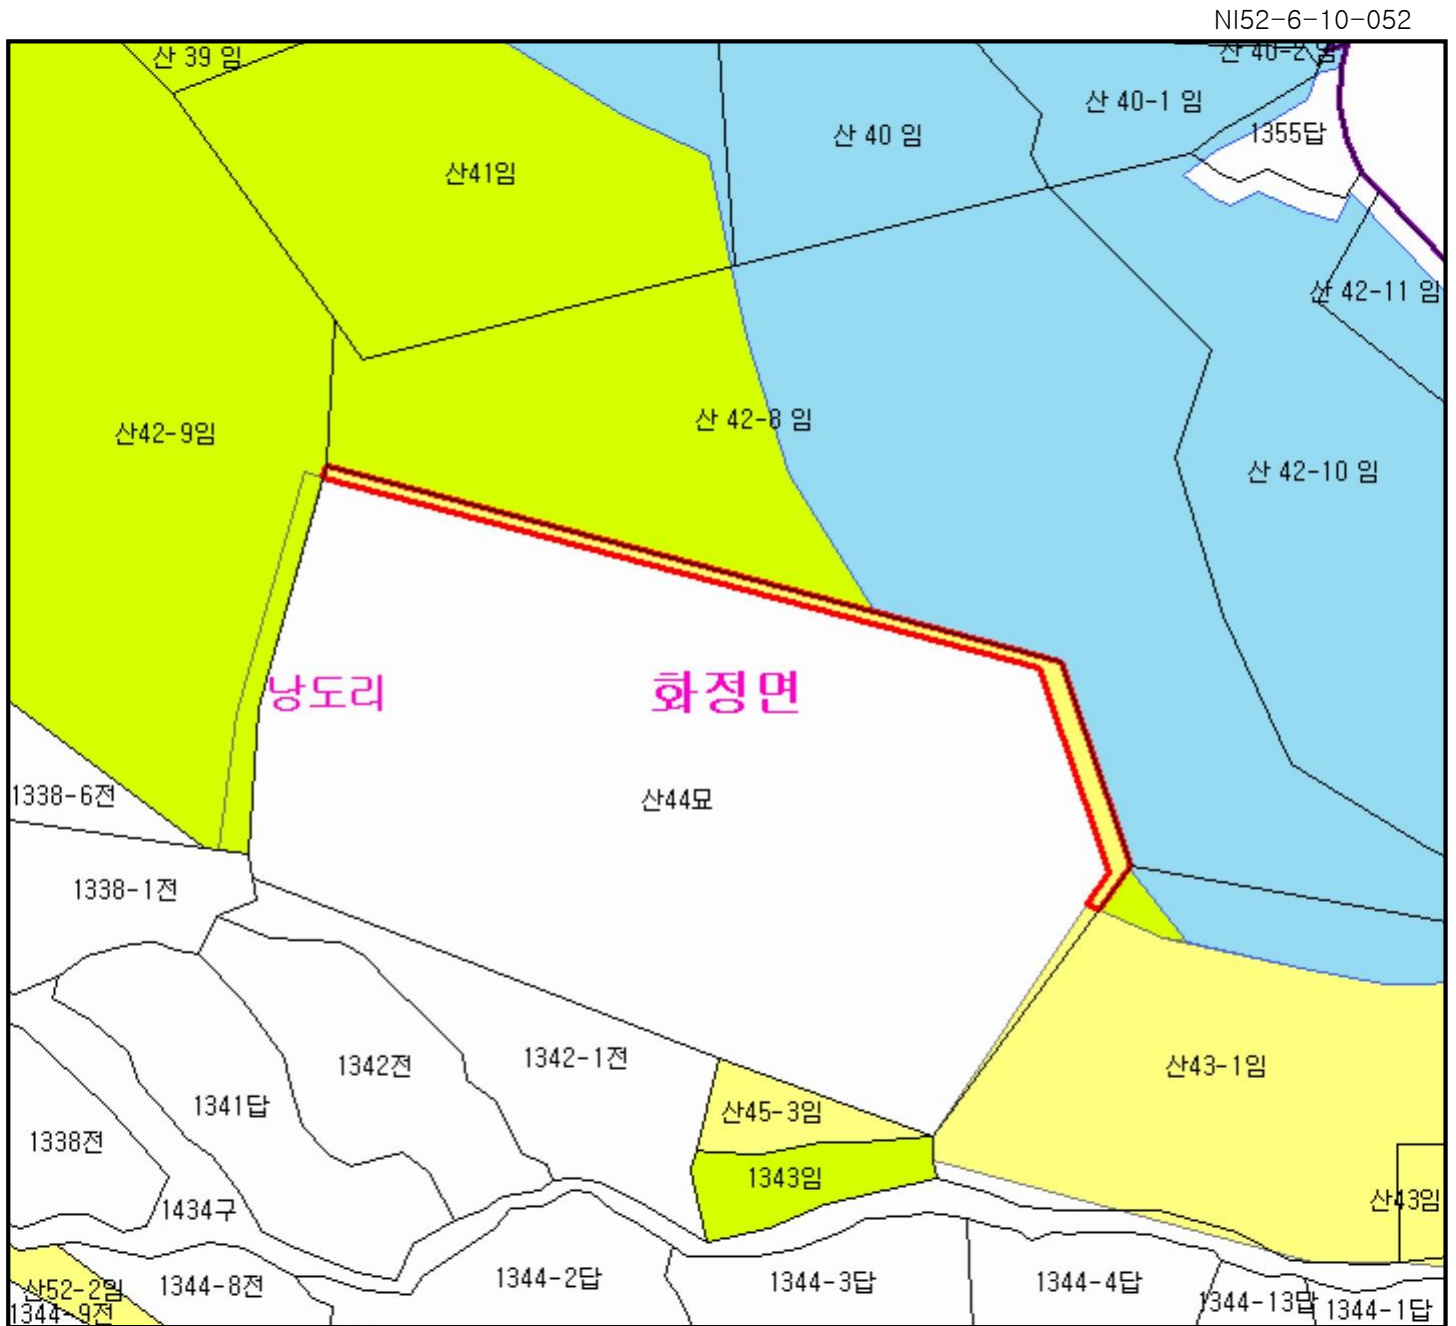 NI52-6-10-052
산 39 임
산 40-2 임
산 40-1 임
산 40 임
1355답
산41임
산 42-11 임
산42-9임
산 42-8 임
산 42-10 임
낭도리
화정면
1338-6전
산44묘
1338-1전
1342전
1342-1전
산43-1임
1341답
산45-3임
1338전
1343임
1434구
산43임
산52-2임
1344-8전
1344-2답
1344-3답
1344-4답
1344-9전
1344-13답
1344-1답